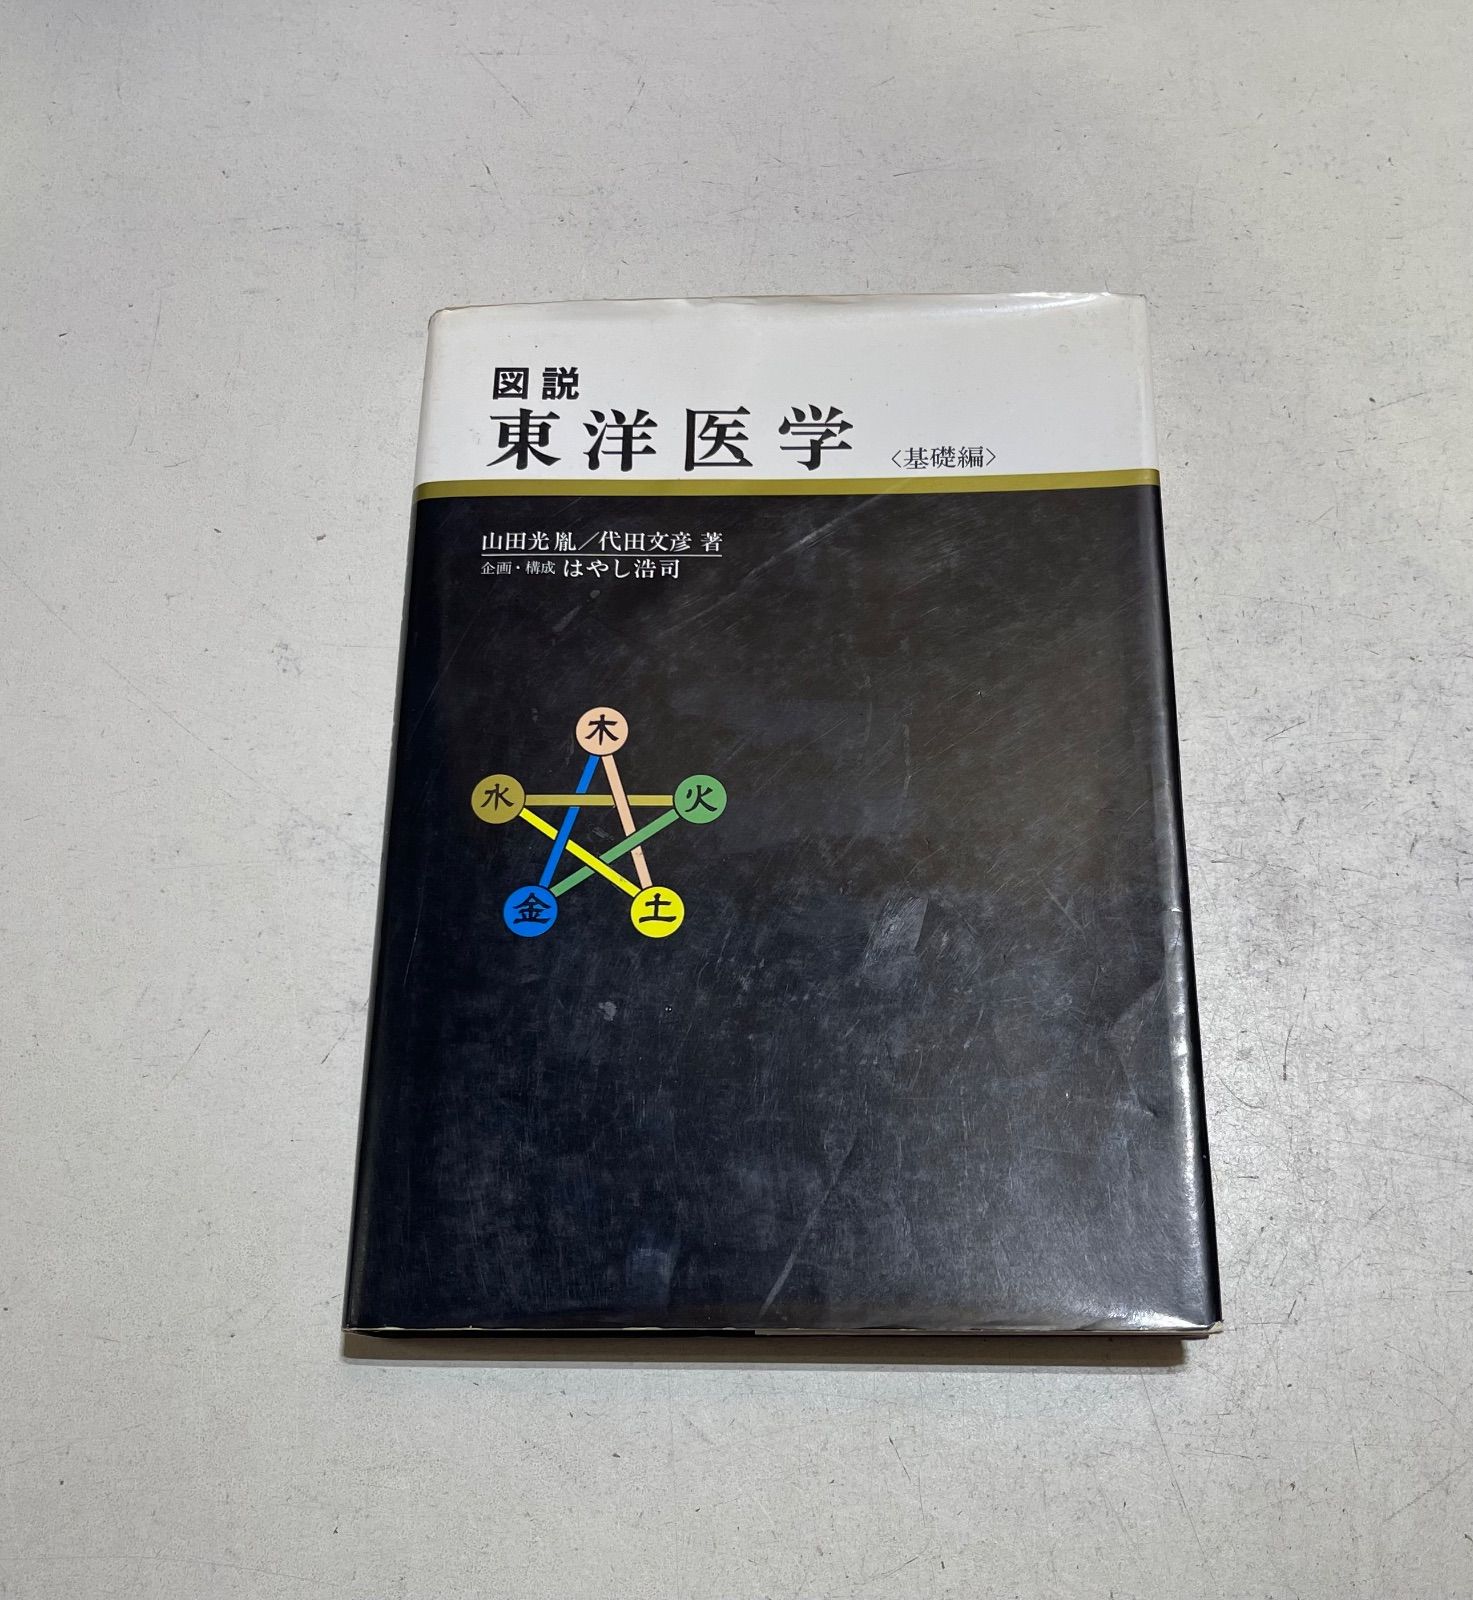 図説
東洋医学 〈基礎編〉
山田光胤／代田文彦 著
企画・構成 はやし浩司
木
水 火
金 土